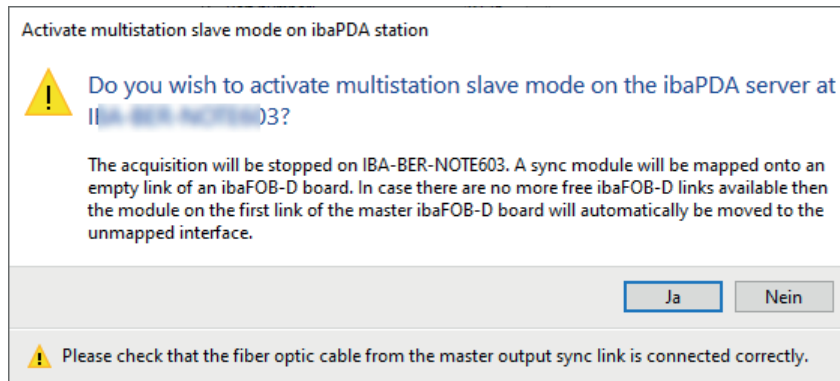 Activate multistation slave mode on ibaPDA station
Do you wish to activate multistation slave mode on the ibaPDA server at
03?
The acquisition will be stopped on IBA-BER-NOTE603. A sync module will be mapped onto an
empty link of an ibaFOB-D board. In case there are no more free ibaFOB-D links available then
the module on the first link of the master ibaFOB-D board will automatically be moved to the
unmapped interface.
Ja
Nein
Please check that the fiber optic cable from the master output sync link is connected correctly.